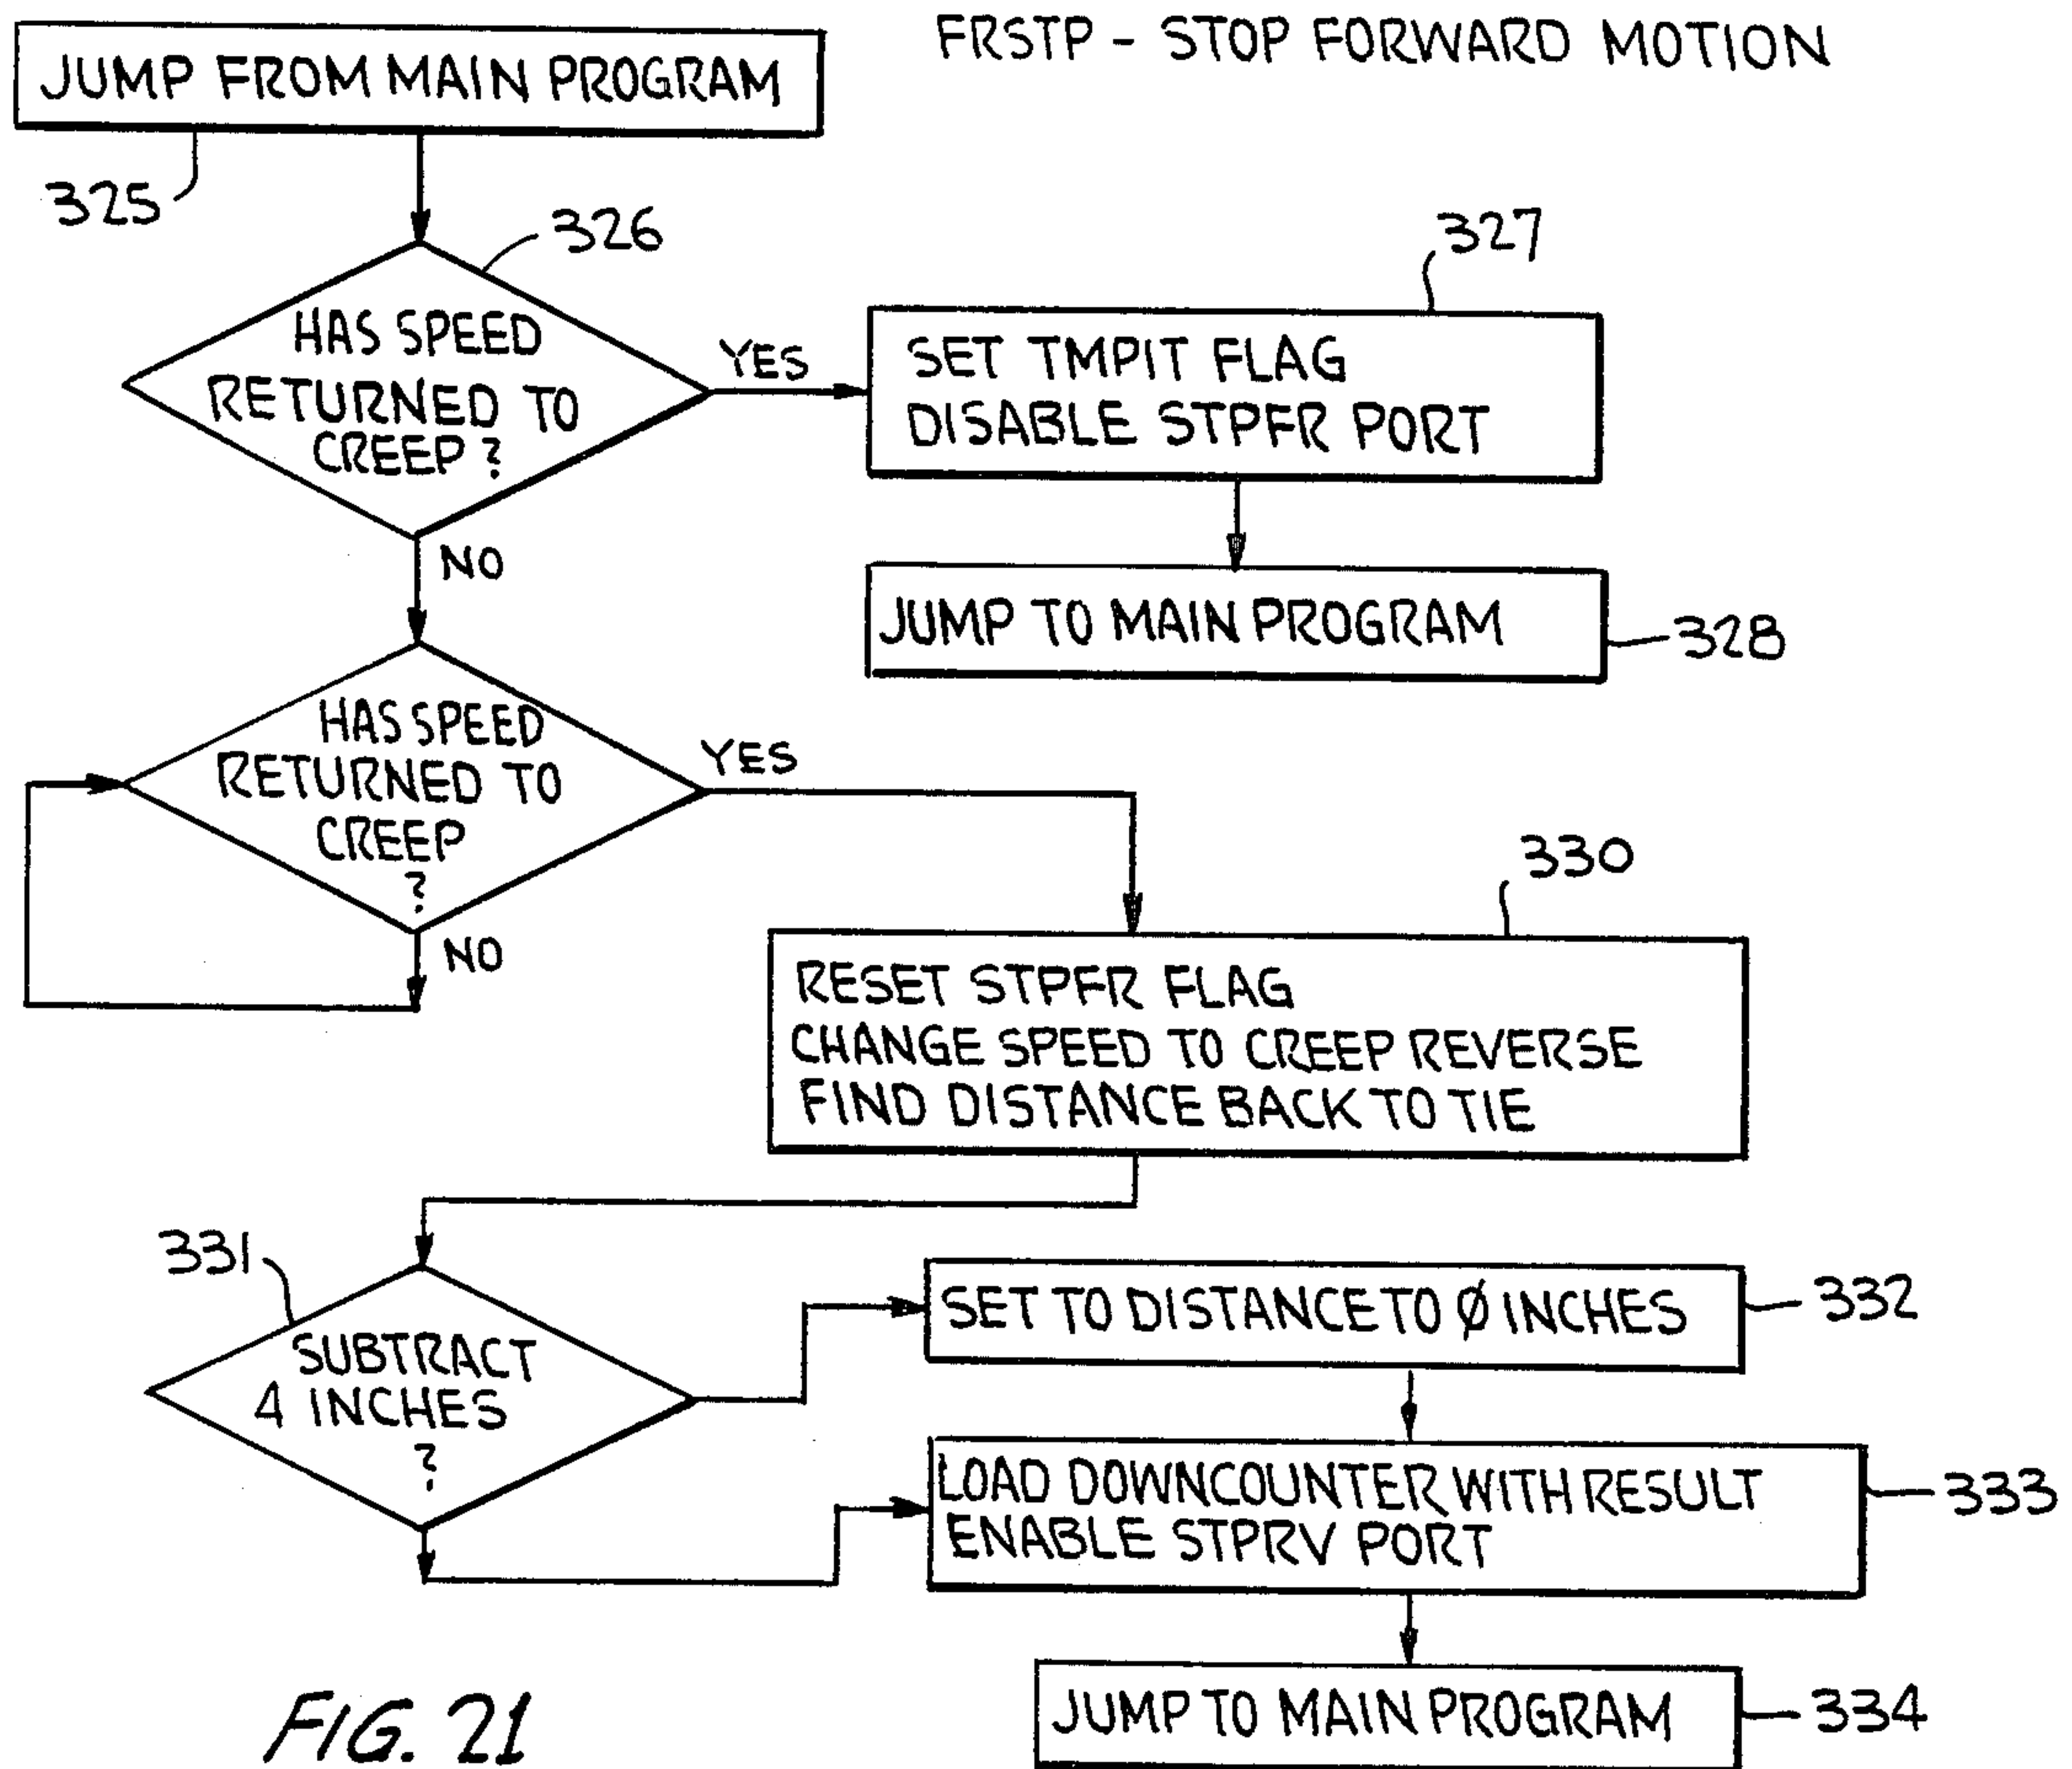 FRSTP - STOP FORWARD MOTION
JUMP FROM MAIN PROGRAM
325
326
HAS SPEED
RETURNED TO
CREEP ?
YES
NO
327
SET TMPIT FLAG
DISABLE STPFR PORT
JUMP TO MAIN PROGRAM
328
HAS SPEED
RETURNED TO
CREEP
?
YES
NO
330
RESET STPFR FLAG
CHANGE SPEED TO CREEP REVERSE
FIND DISTANCE BACK TO TIE
331
SUBTRACT
4 INCHES
?
SET TO DISTANCE TO Ø INCHES
332
LOAD DOWNCOUNTER WITH RESULT
ENABLE STPRV PORT
333
JUMP TO MAIN PROGRAM
334
FIG. 21